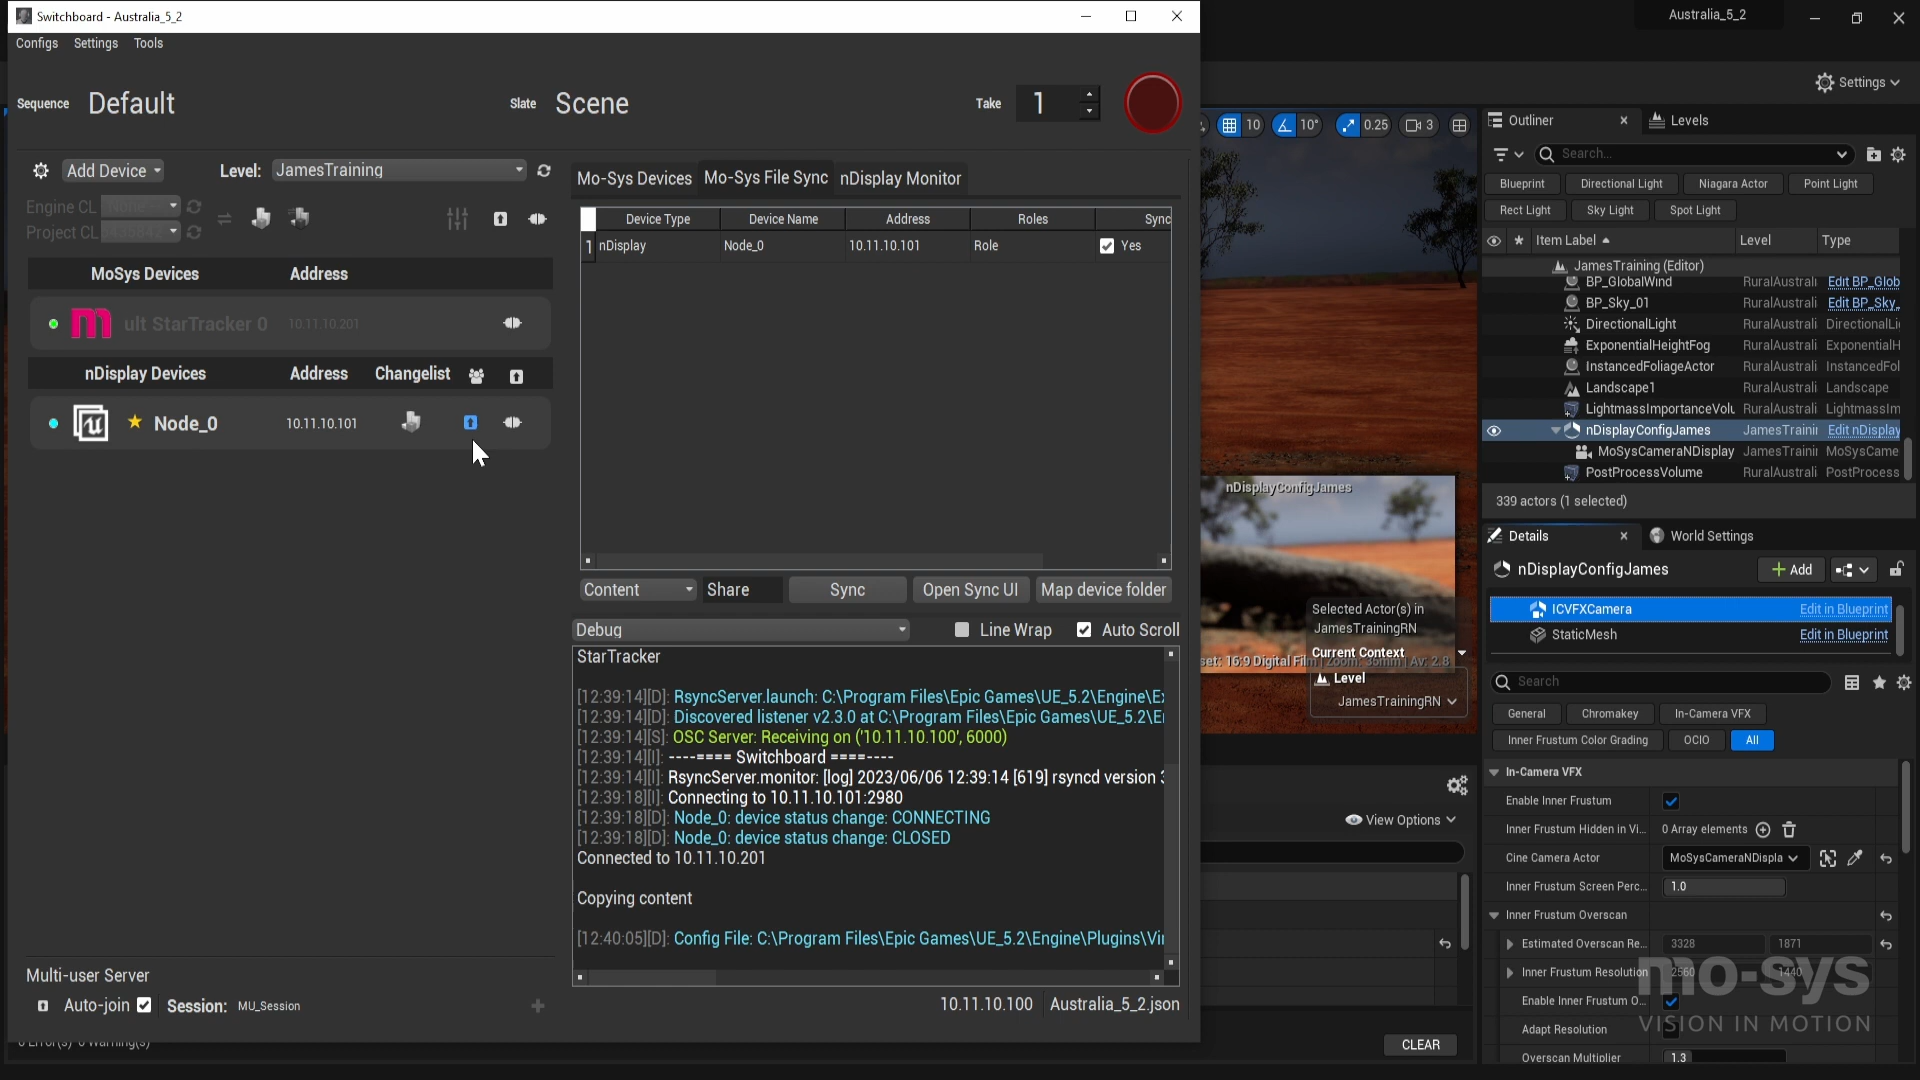 Switchboard - Australia_5_2
Configs Settings Tools
Sequence Default Slate Scene Take 1
Add Device Level: JamesTraining
Engine CL
Project CL
MoSys Devices Address
ult StarTracker 0 10.11.10.201
nDisplay Devices Address Changelist
Node_0 10.11.10.101
Multi-user Server
Auto-join Session: MU_Session
Mo-Sys Devices Mo-Sys File Sync nDisplay Monitor
Device Type Device Name Address Roles Sync
1 nDisplay Node_0 10.11.10.101 Role Yes
Content Share Sync Open Sync UI Map device folder
Debug Line Wrap Auto Scroll
StarTracker
[12:39:14][D]: RsyncServer.launch: C:\Program Files\Epic Games\UE_5.2\Engine\Ex
[12:39:14][D]: Discovered listener v2.3.0 at C:\Program Files\Epic Games\UE_5.2\E
[12:39:14][S]: OSC Server: Receiving on ('10.11.10.100', 6000)
[12:39:14][I]: ----==== Switchboard ====----
[12:39:14][I]: RsyncServer.monitor: [log] 2023/06/06 12:39:14 [619] rsyncd version 3
[12:39:18][I]: Connecting to 10.11.10.101:2980
[12:39:18][D]: Node_0: device status change: CONNECTING
[12:39:18][D]: Node_0: device status change: CLOSED
Connected to 10.11.10.201
Copying content
[12:40:05][D]: Config File: C:\Program Files\Epic Games\UE_5.2\Engine\Plugins\Vi
10.11.10.100 Australia_5_2.json
0 Error(s) 0 Warning(s)
Australia_5_2
Settings
10 10° 0.25 3
nDisplayConfigJames
Selected Actor(s) in
JamesTrainingRN
Current Context
set: 16:9 Digital Film | Zoom: 35mm | Av: 2.8
Level
JamesTrainingRN
View Options
CLEAR
Outliner Levels
Search...
Blueprint Directional Light Niagara Actor Point Light
Rect Light Sky Light Spot Light
Item Label Level Type
JamesTraining (Editor)
BP_GlobalWind RuralAustrali Edit BP_Glob
BP_Sky_01 RuralAustrali Edit BP_Sky_
DirectionalLight RuralAustrali DirectionalLi
ExponentialHeightFog RuralAustrali ExponentialH
InstancedFoliageActor RuralAustrali InstancedFol
Landscape1 RuralAustrali Landscape
LightmassImportanceVolu RuralAustrali LightmassIm
nDisplayConfigJames JamesTraini Edit nDisplay
MoSysCameraNDisplay JamesTraini MoSysCame
PostProcessVolume RuralAustrali PostProcess
339 actors (1 selected)
Details World Settings
nDisplayConfigJames Add
ICVFXCamera Edit in Blueprint
StaticMesh Edit in Blueprint
Search
General Chromakey In-Camera VFX
Inner Frustum Color Grading OCIO All
In-Camera VFX
Enable Inner Frustum
Inner Frustum Hidden in Vi... 0 Array elements
Cine Camera Actor MoSysCameraNDispla
Inner Frustum Screen Perc... 1.0
Inner Frustum Overscan
Estimated Overscan Re... 3328 1871
Inner Frustum Resolution 2560 1440
Enable Inner Frustum O...
Adapt Resolution
Overscan Multiplier 1.3
mo-sys
VISION IN MOTION